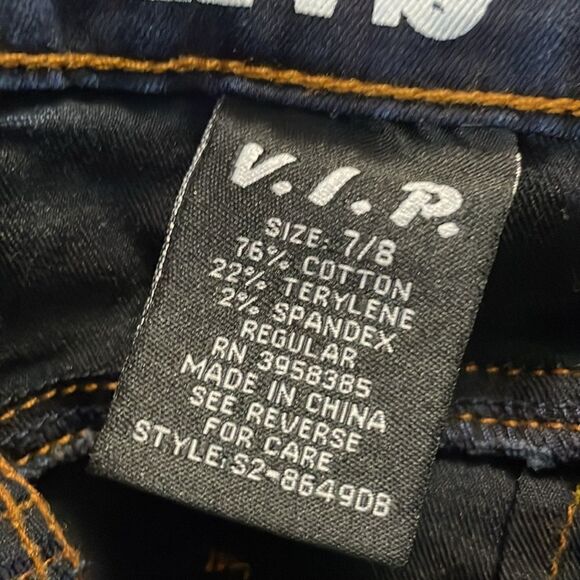 V.I.P.
SIZE: 7/8
76% COTTON
22% TERYLENE
2% SPANDEX
REGULAR
RN 3958385
MADE IN CHINA
SEE REVERSE
FOR CARE
STYLE:S2-8649DB